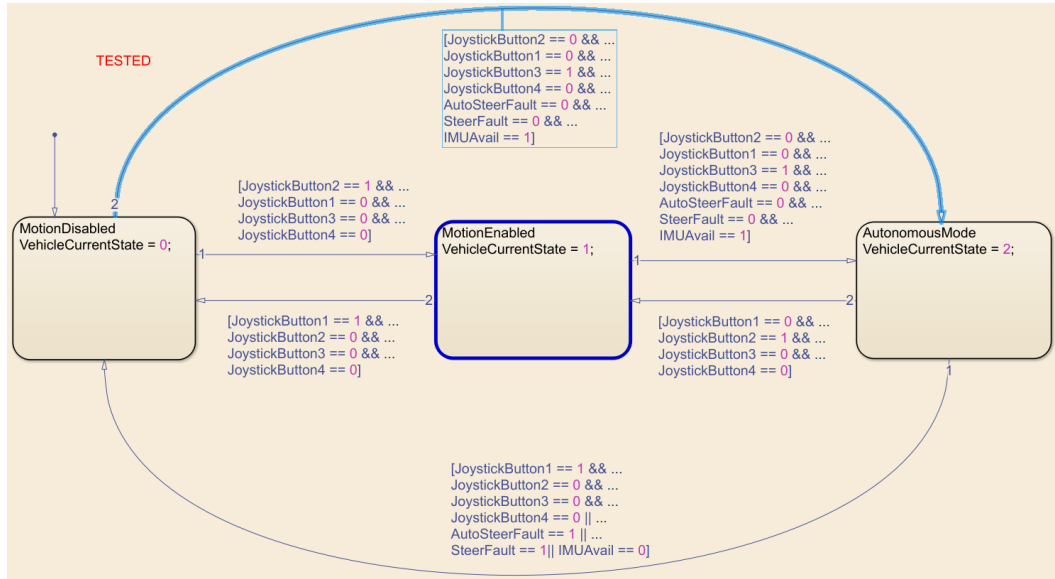 [JoystickButton2 == 0 && ...
JoystickButton1 == 0 && ...
JoystickButton3 == 1 && ...
JoystickButton4 == 0 && ...
AutoSteerFault == 0 && ...
SteerFault == 0 && ...
IMUAvail == 1]
TESTED
[JoystickButton2 == 0 && ...
JoystickButton1 == 0 && ...
JoystickButton3 == 1 && ...
JoystickButton4 == 0 && ...
AutoSteerFault == 0 && ...
SteerFault == 0 && ...
IMUAvail == 1]
[JoystickButton2 == 1 && ...
JoystickButton1 == 0 && ...
JoystickButton3 == 0 && ...
JoystickButton4 == 0]
2
MotionDisabled
VehicleCurrentState = 0;
1
MotionEnabled
VehicleCurrentState = 1;
1
AutonomousMode
VehicleCurrentState = 2;
2
2
[JoystickButton1 == 1 && ...
JoystickButton2 == 0 && ...
JoystickButton3 == 0 && ...
JoystickButton4 == 0]
[JoystickButton1 == 0 && ...
JoystickButton2 == 1 && ...
JoystickButton3 == 0 && ...
JoystickButton4 == 0]
1
[JoystickButton1 == 1 && ...
JoystickButton2 == 0 && ...
JoystickButton3 == 0 && ...
JoystickButton4 == 0 || ...
AutoSteerFault == 1 || ...
SteerFault == 1|| IMUAvail == 0]